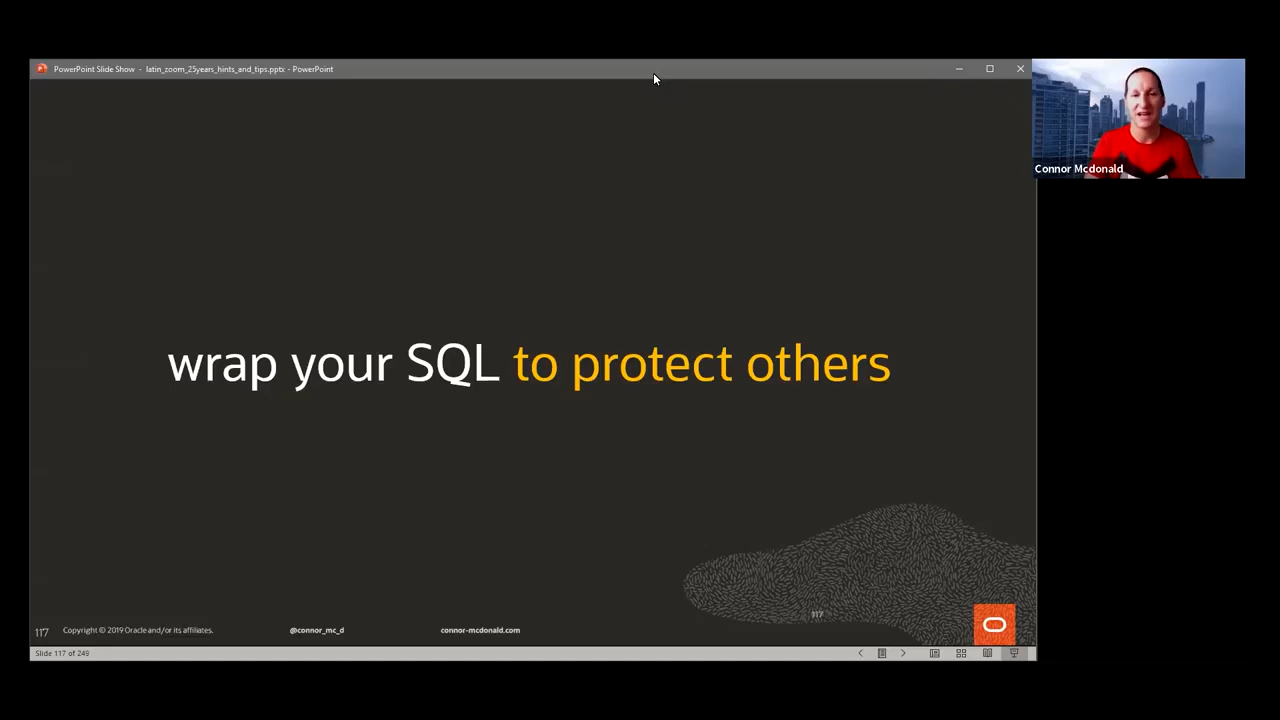 PowerPoint Slide Show - latin_zoom_25years_hints_and_tips.pptx - PowerPoint
Connor Mcdonald
wrap your SQL to protect others
117
117
Copyright © 2019 Oracle and/or its affiliates.
@connor_mc_d
connor-mcdonald.com
Slide 117 of 249